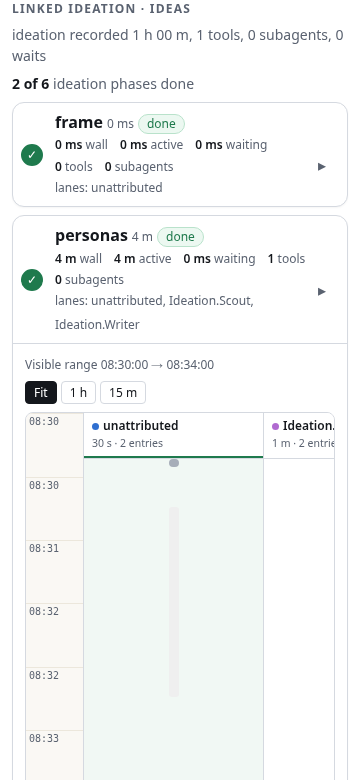 LINKED IDEATION · IDEAS
ideation recorded 1 h 00 m, 1 tools, 0 subagents, 0
waits
2 of 6 ideation phases done
✓ frame 0 ms done
0 ms wall 0 ms active 0 ms waiting
0 tools 0 subagents ▶
lanes: unattributed
✓ personas 4 m done
4 m wall 4 m active 0 ms waiting 1 tools
0 subagents ▶
lanes: unattributed, Ideation.Scout,
Ideation.Writer
Visible range 08:30:00 → 08:34:00
Fit 1 h 15 m
08:30 unattributed Ideation.
30 s · 2 entries 1 m · 2 entrie
08:30
08:31
08:32
08:32
08:33